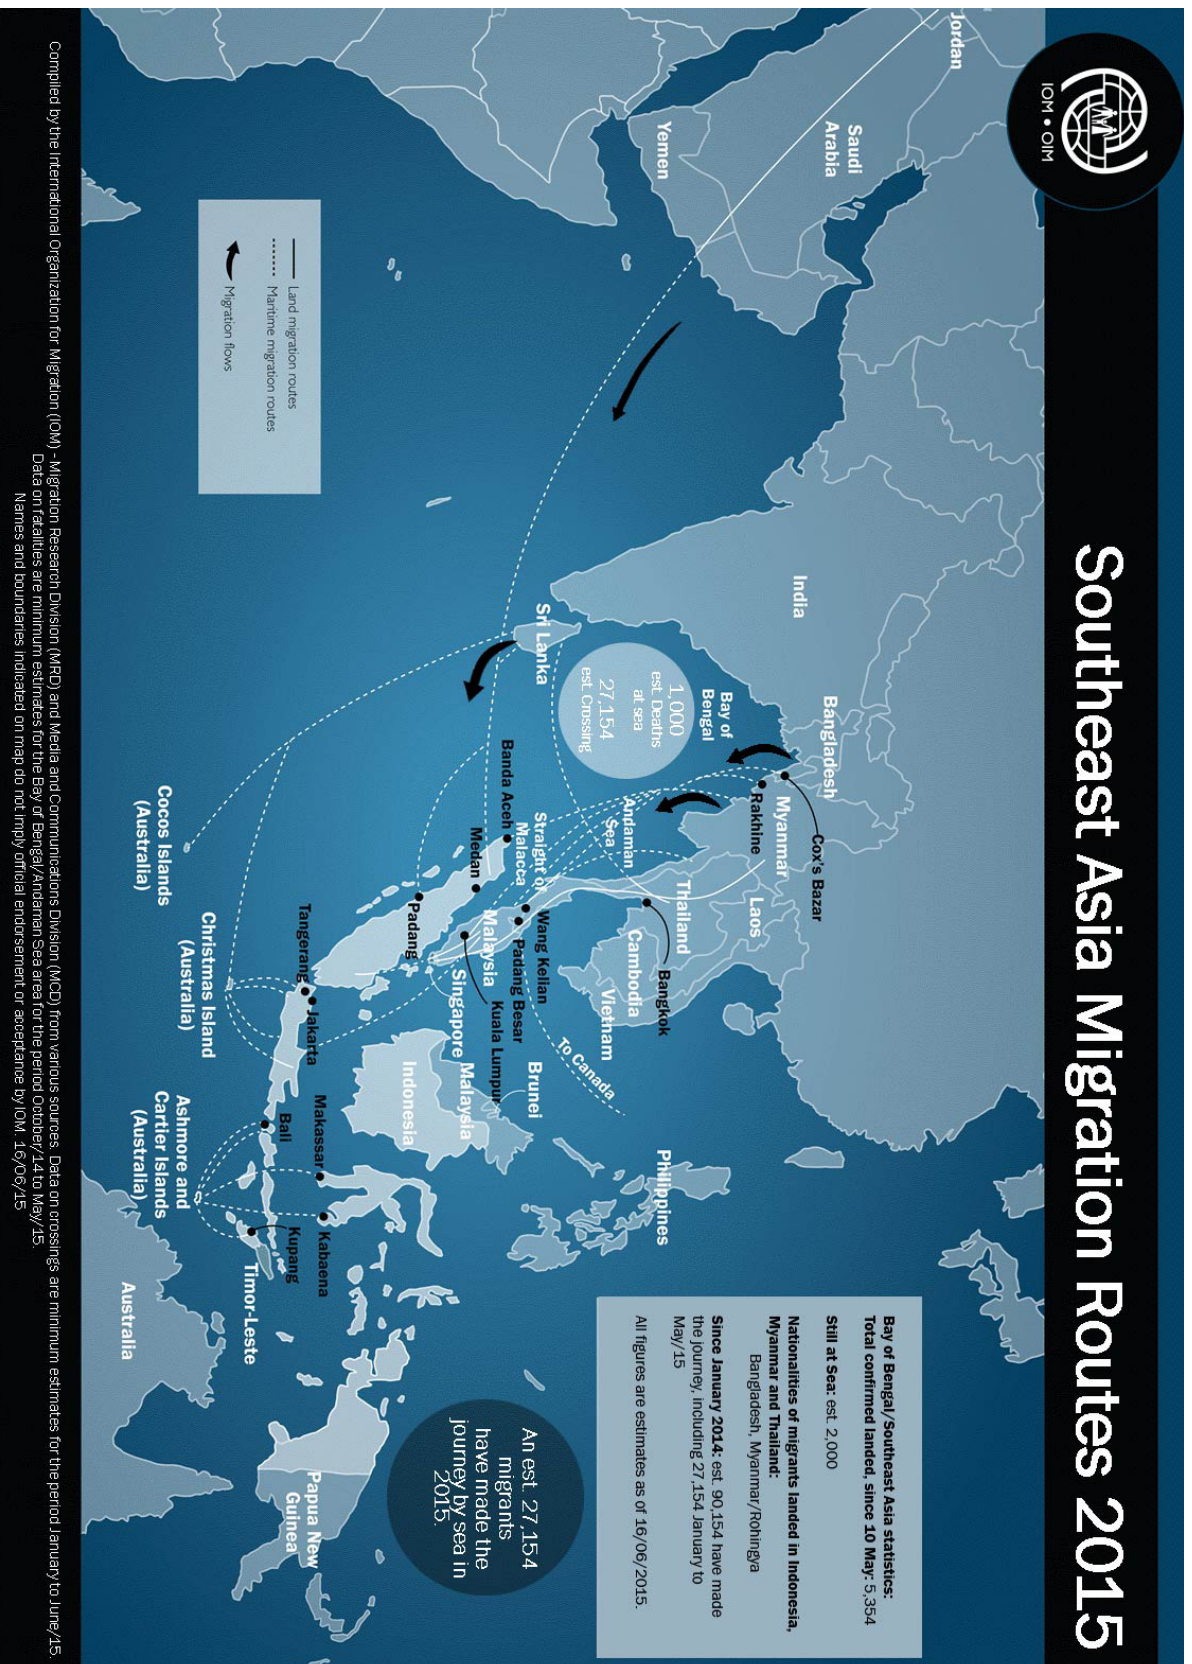 Southeast Asia Migration Routes 2015
IOM • OIM
Jordan
Saudi
Arabia
Yemen
India
Sri Lanka
Bangladesh
Bay of
Bengal
1,000
est. Deaths
at sea
27,154
est. Crossing
Myanmar
Cox's Bazar
Rakhine
Andaman
Sea
Laos
Thailand
Cambodia
Vietnam
Bangkok
Banda Aceh
Medan
Straight of
Malacca
Wang Kelian
Padang Besar
Malaysia
Kuala Lumpur
Singapore
Padang
To Canada
Brunei
Malaysia
Indonesia
Philippines
Tangerang
Jakarta
Makassar
Bali
Kabaena
Kupang
Timor-Leste
Cocos Islands
(Australia)
Christmas Island
(Australia)
Ashmore and
Cartier Islands
(Australia)
Australia
Papua New
Guinea
Land migration routes
Maritime migration routes
Migration flows
Bay of Bengal/Southeast Asia statistics:
Total confirmed landed, since 10 May: 5,354
Still at Sea: est. 2,000
Nationalities of migrants landed in Indonesia,
Myanmar and Thailand:
Bangladesh, Myanmar/Rohingya
Since January 2014: est. 90,154 have made
the journey, including 27,154 January to
May/15
All figures are estimates as of 16/06/2015.
An est. 27,154
migrants
have made the
journey by sea in
2015.
Compiled by the International Organization for Migration (IOM) - Migration Research Division (MRD) and Media and Communications Division (MCD) from various sources. Data on crossings are minimum estimates for the period January to June/15.
Data on fatalities are minimum estimates for the Bay of Bengal/Andaman Sea area for the period October/14 to May/15.
Names and boundaries indicated on map do not imply official endorsement or acceptance by IOM. 16/06/15